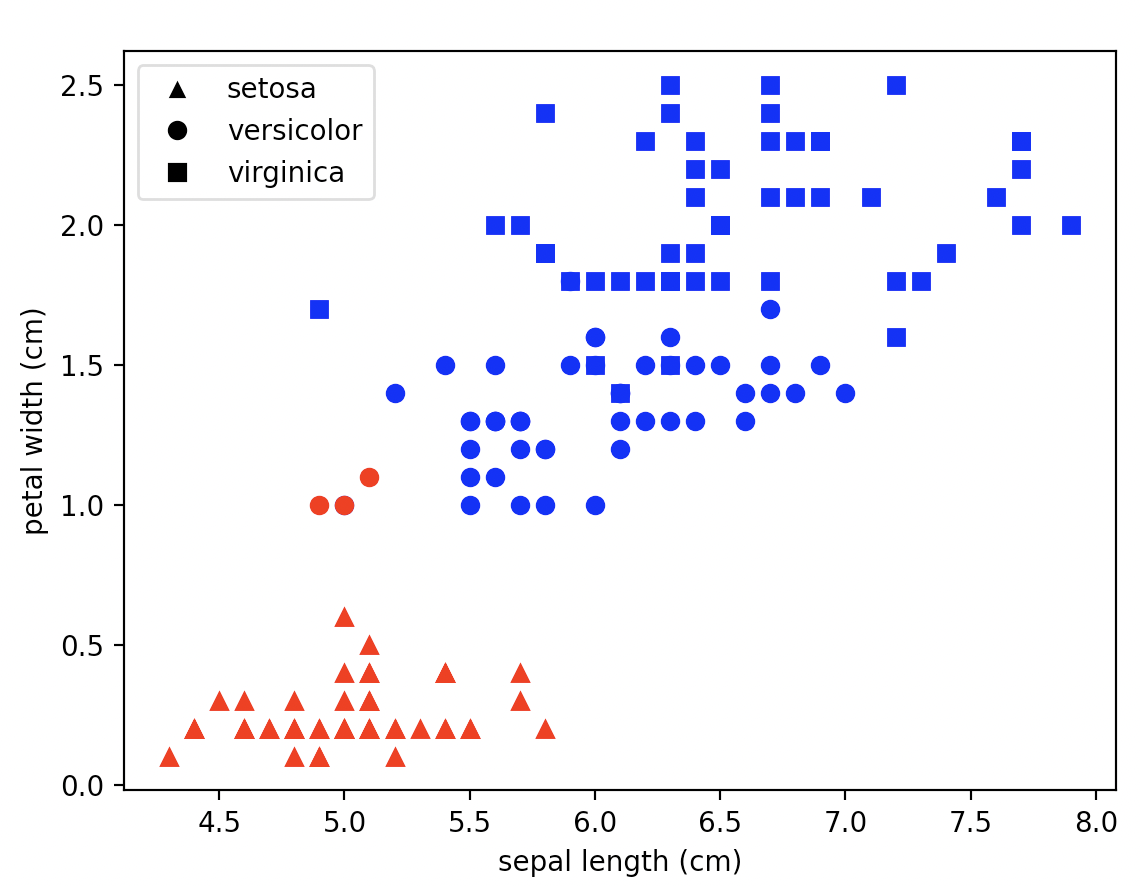 2.5
2.0
1.5
1.0
0.5
0.0
petal width (cm)
setosa
versicolor
virginica
4.5 5.0 5.5 6.0 6.5 7.0 7.5 8.0
sepal length (cm)